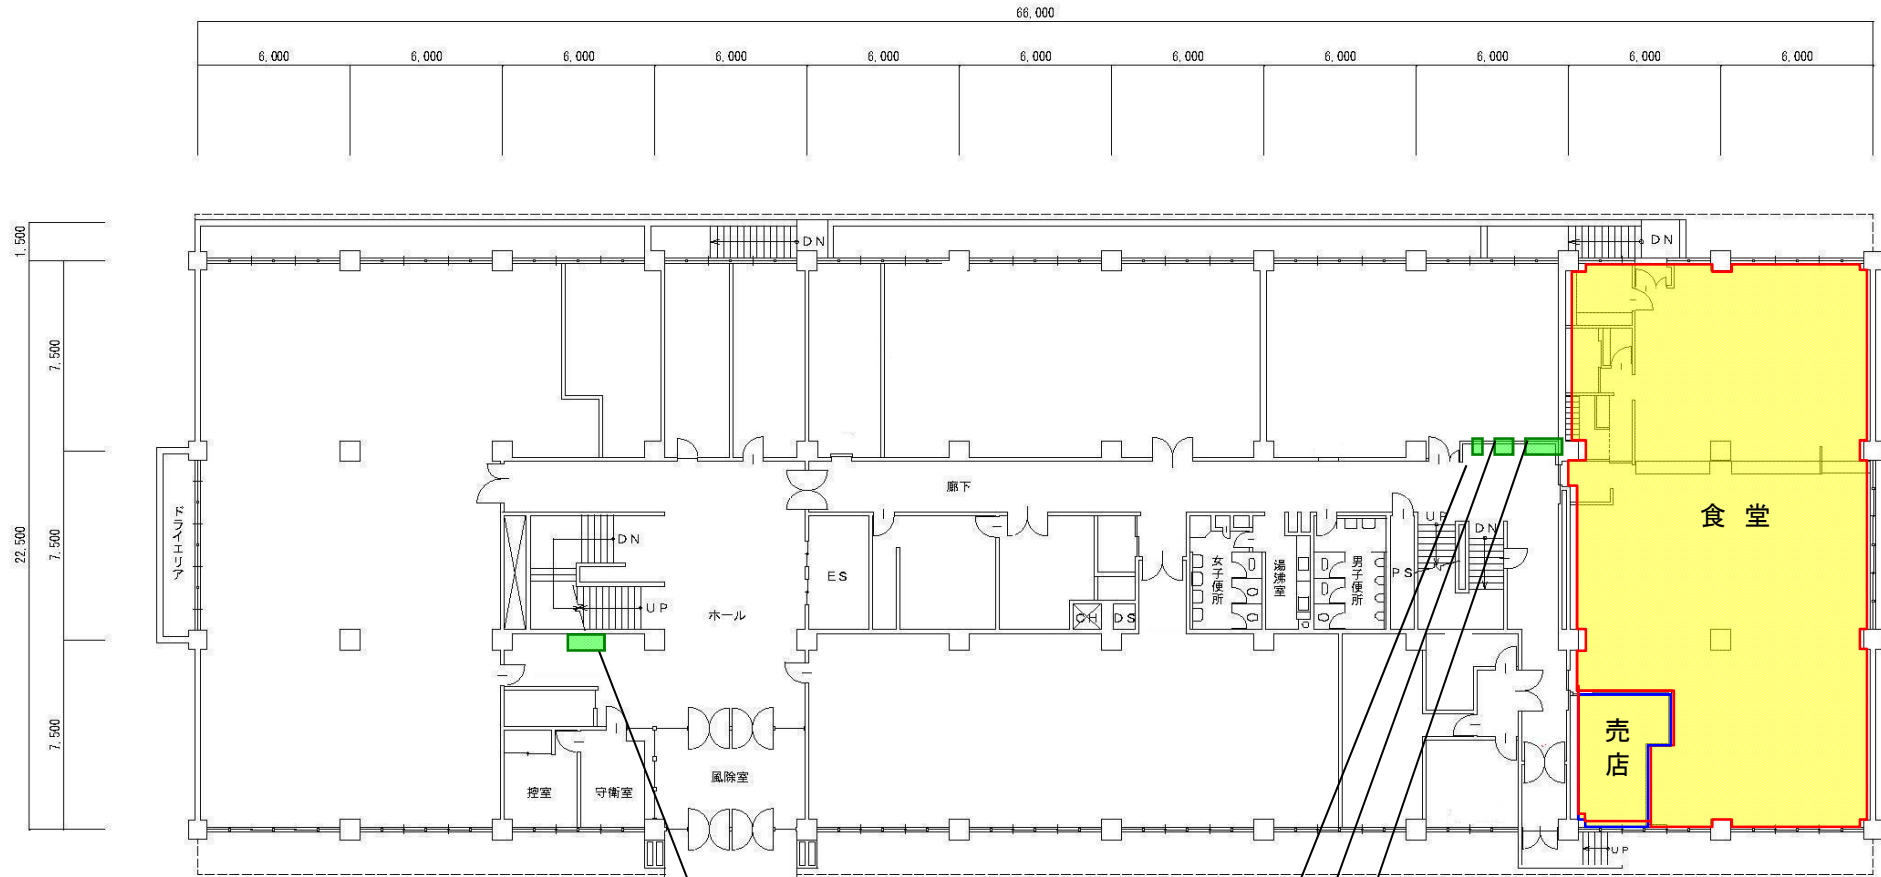 66,000
6,000 6,000 6,000 6,000 6,000 6,000 6,000 6,000 6,000 6,000 6,000
1,500
DN
DN
7,500
廊下
食堂
22,500
7,500
ドライエリア
DN
UP
ES
ホール
CH
DS
女子便所
湯沸室
男子便所
PS
UP
DN
7,500
売店
控室
守衛室
風除室
UP